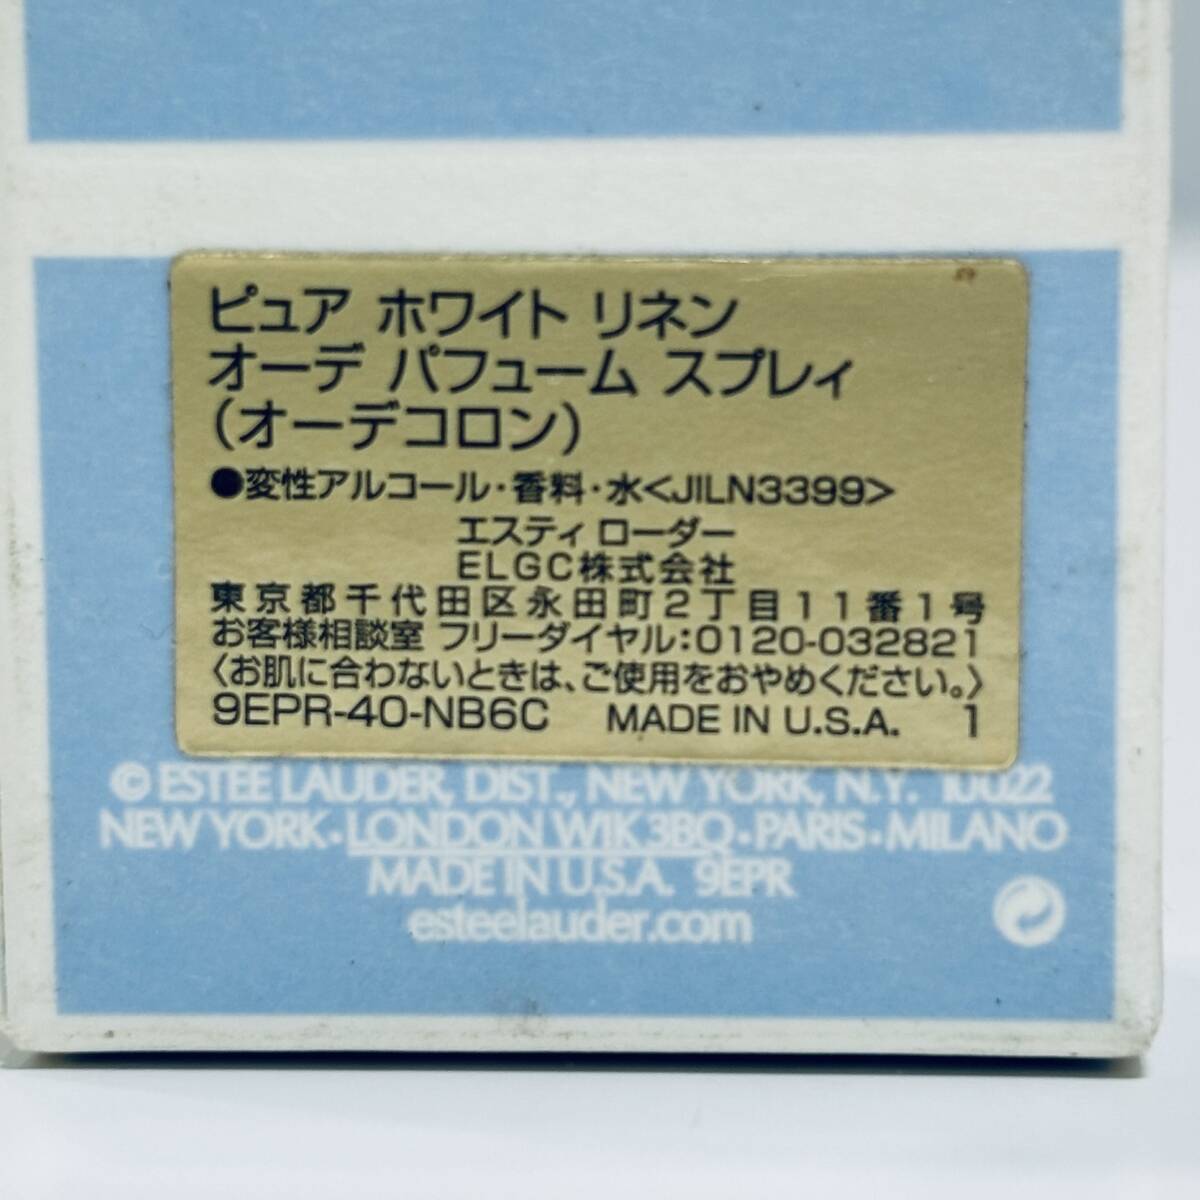 ピュア ホワイト リネン
オーデ パフューム スプレィ
(オーデコロン)
●変性アルコール・香料・水<JILN3399>
エスティ ローダー
ELGC株式会社
東京都千代田区永田町2丁目11番1号
お客様相談室 フリーダイヤル:0120-032821
〈お肌に合わないときは、ご使用をおやめください。〉
9EPR-40-NB6C MADE IN U.S.A. 1
© ESTĒE LAUDER, DIST., NEW YORK, N.Y. 10022
NEW YORK • LONDON W1K 3BQ • PARIS • MILANO
MADE IN U.S.A. 9EPR
esteelauder.com